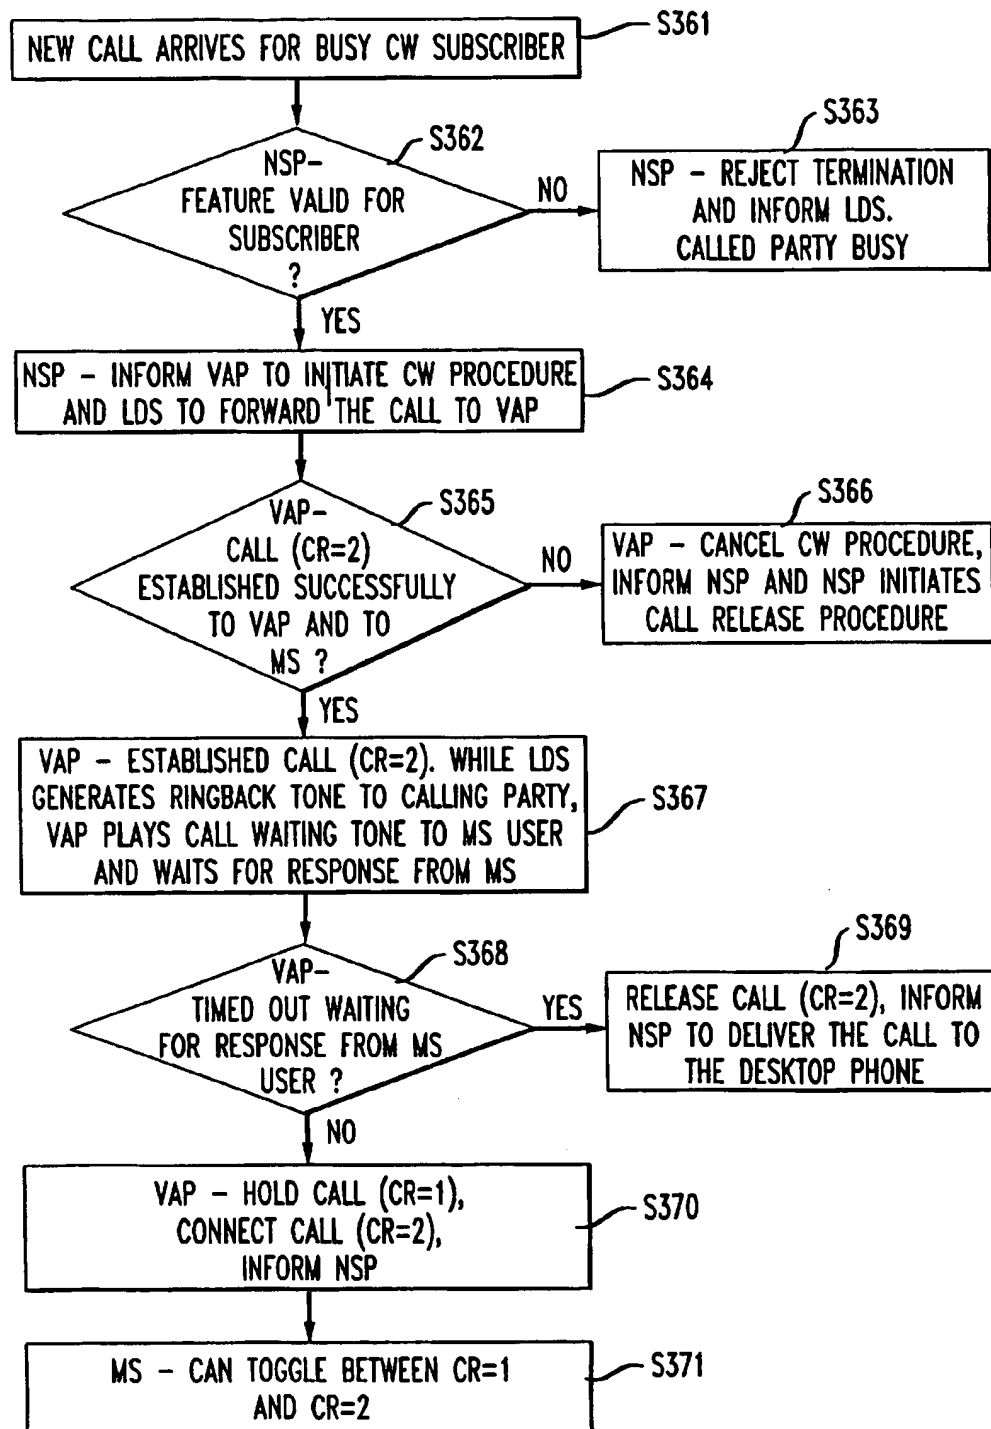 NEW CALL ARRIVES FOR BUSY CW SUBSCRIBER
S361
NSP-
FEATURE VALID FOR
SUBSCRIBER
?
S362
NO
S363
NSP - REJECT TERMINATION
AND INFORM LDS.
CALLED PARTY BUSY
YES
NSP - INFORM VAP TO INITIATE CW PROCEDURE
AND LDS TO FORWARD THE CALL TO VAP
S364
VAP-
CALL (CR=2)
ESTABLISHED SUCCESSFULLY
TO VAP AND TO
MS ?
S365
NO
S366
VAP - CANCEL CW PROCEDURE,
INFORM NSP AND NSP INITIATES
CALL RELEASE PROCEDURE
YES
VAP - ESTABLISHED CALL (CR=2). WHILE LDS
GENERATES RINGBACK TONE TO CALLING PARTY,
VAP PLAYS CALL WAITING TONE TO MS USER
AND WAITS FOR RESPONSE FROM MS
S367
VAP-
TIMED OUT WAITING
FOR RESPONSE FROM MS
USER ?
S368
YES
S369
RELEASE CALL (CR=2), INFORM
NSP TO DELIVER THE CALL TO
THE DESKTOP PHONE
NO
VAP - HOLD CALL (CR=1),
CONNECT CALL (CR=2),
INFORM NSP
S370
MS - CAN TOGGLE BETWEEN CR=1
AND CR=2
S371